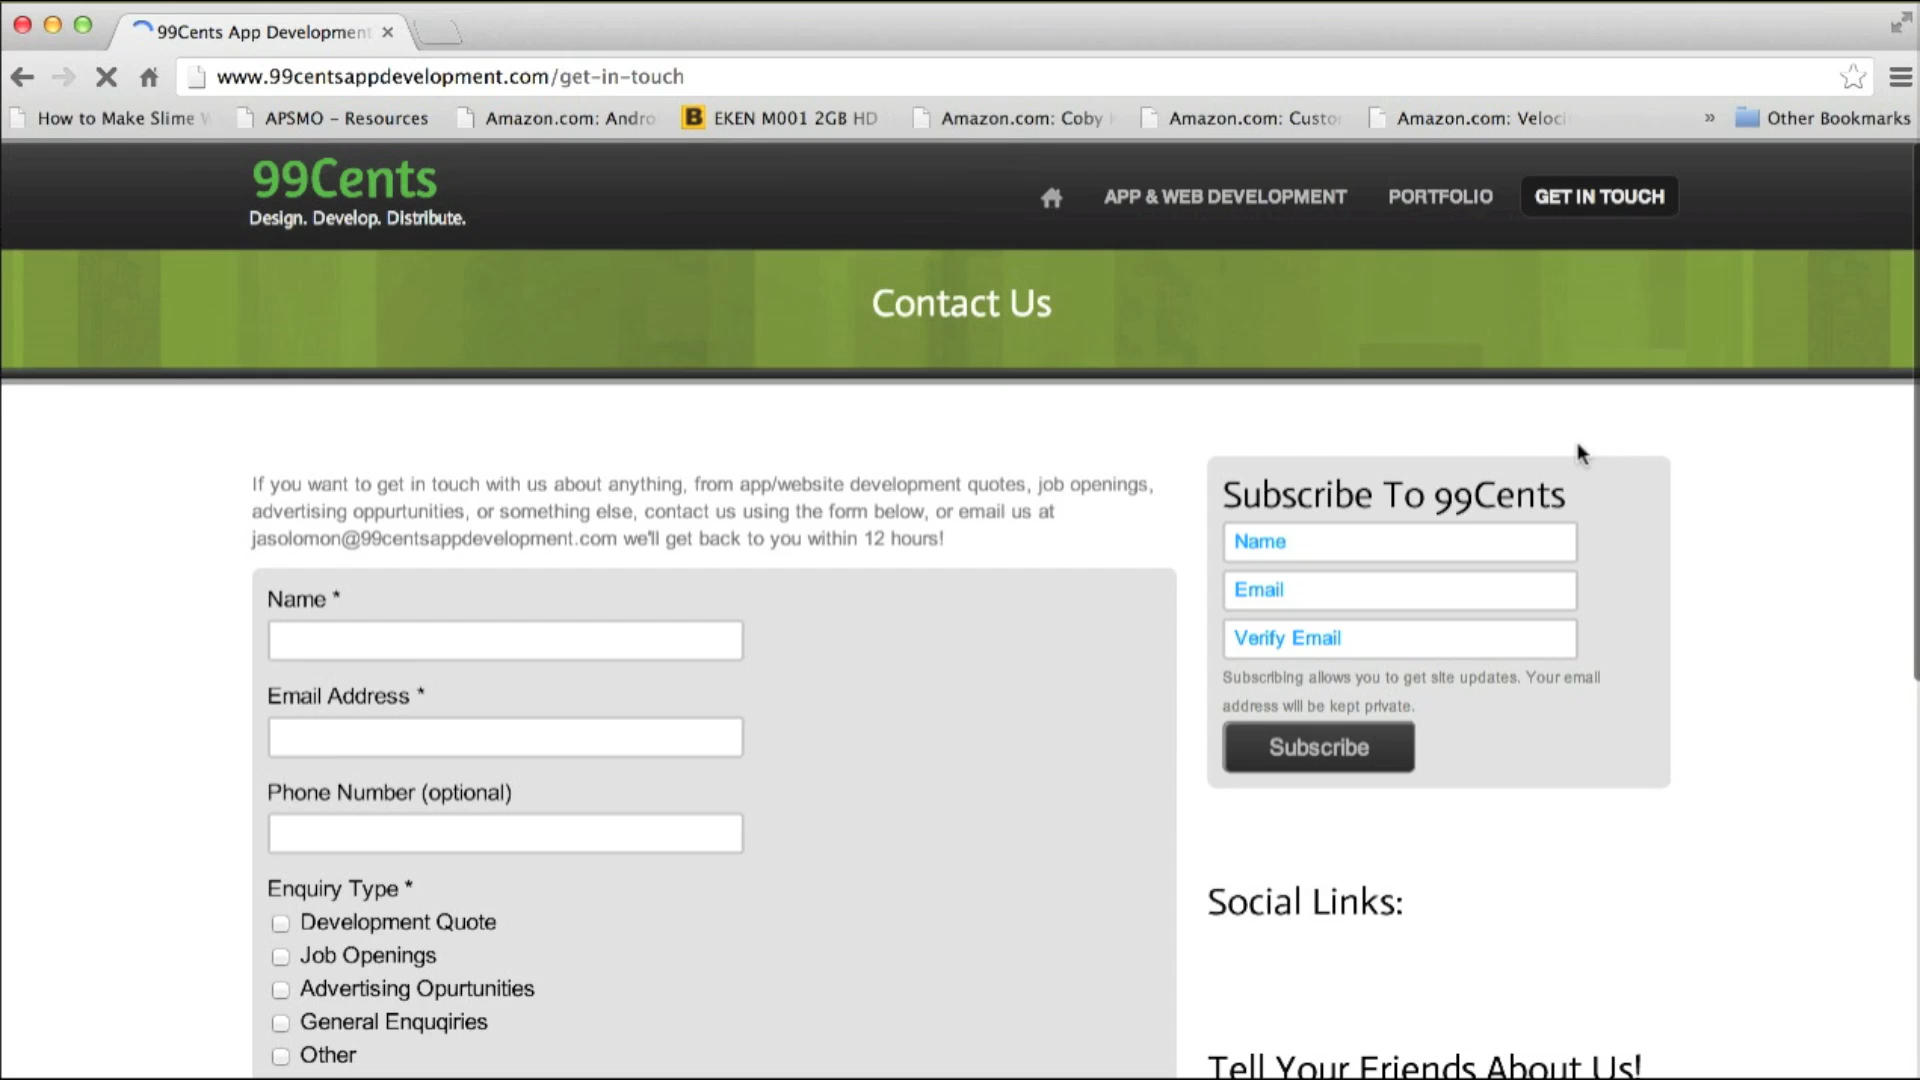 99Cents App Development
www.99centsappdevelopment.com/get-in-touch
How to Make Slime
APSMO – Resources
Amazon.com: Andro
B EKEN M001 2GB HD
Amazon.com: Coby
Amazon.com: Custo
Amazon.com: Veloci
»
Other Bookmarks
99Cents
Design. Develop. Distribute.
APP & WEB DEVELOPMENT
PORTFOLIO
GET IN TOUCH
Contact Us
If you want to get in touch with us about anything, from app/website development quotes, job openings,
advertising oppurtunities, or something else, contact us using the form below, or email us at
jasolomon@99centsappdevelopment.com we'll get back to you within 12 hours!
Name *
Email Address *
Phone Number (optional)
Enquiry Type *
Development Quote
Job Openings
Advertising Opurtunities
General Enquqiries
Other
Subscribe To 99Cents
Name
Email
Verify Email
Subscribing allows you to get site updates. Your email
address will be kept private.
Subscribe
Social Links:
Tell Your Friends About Us!